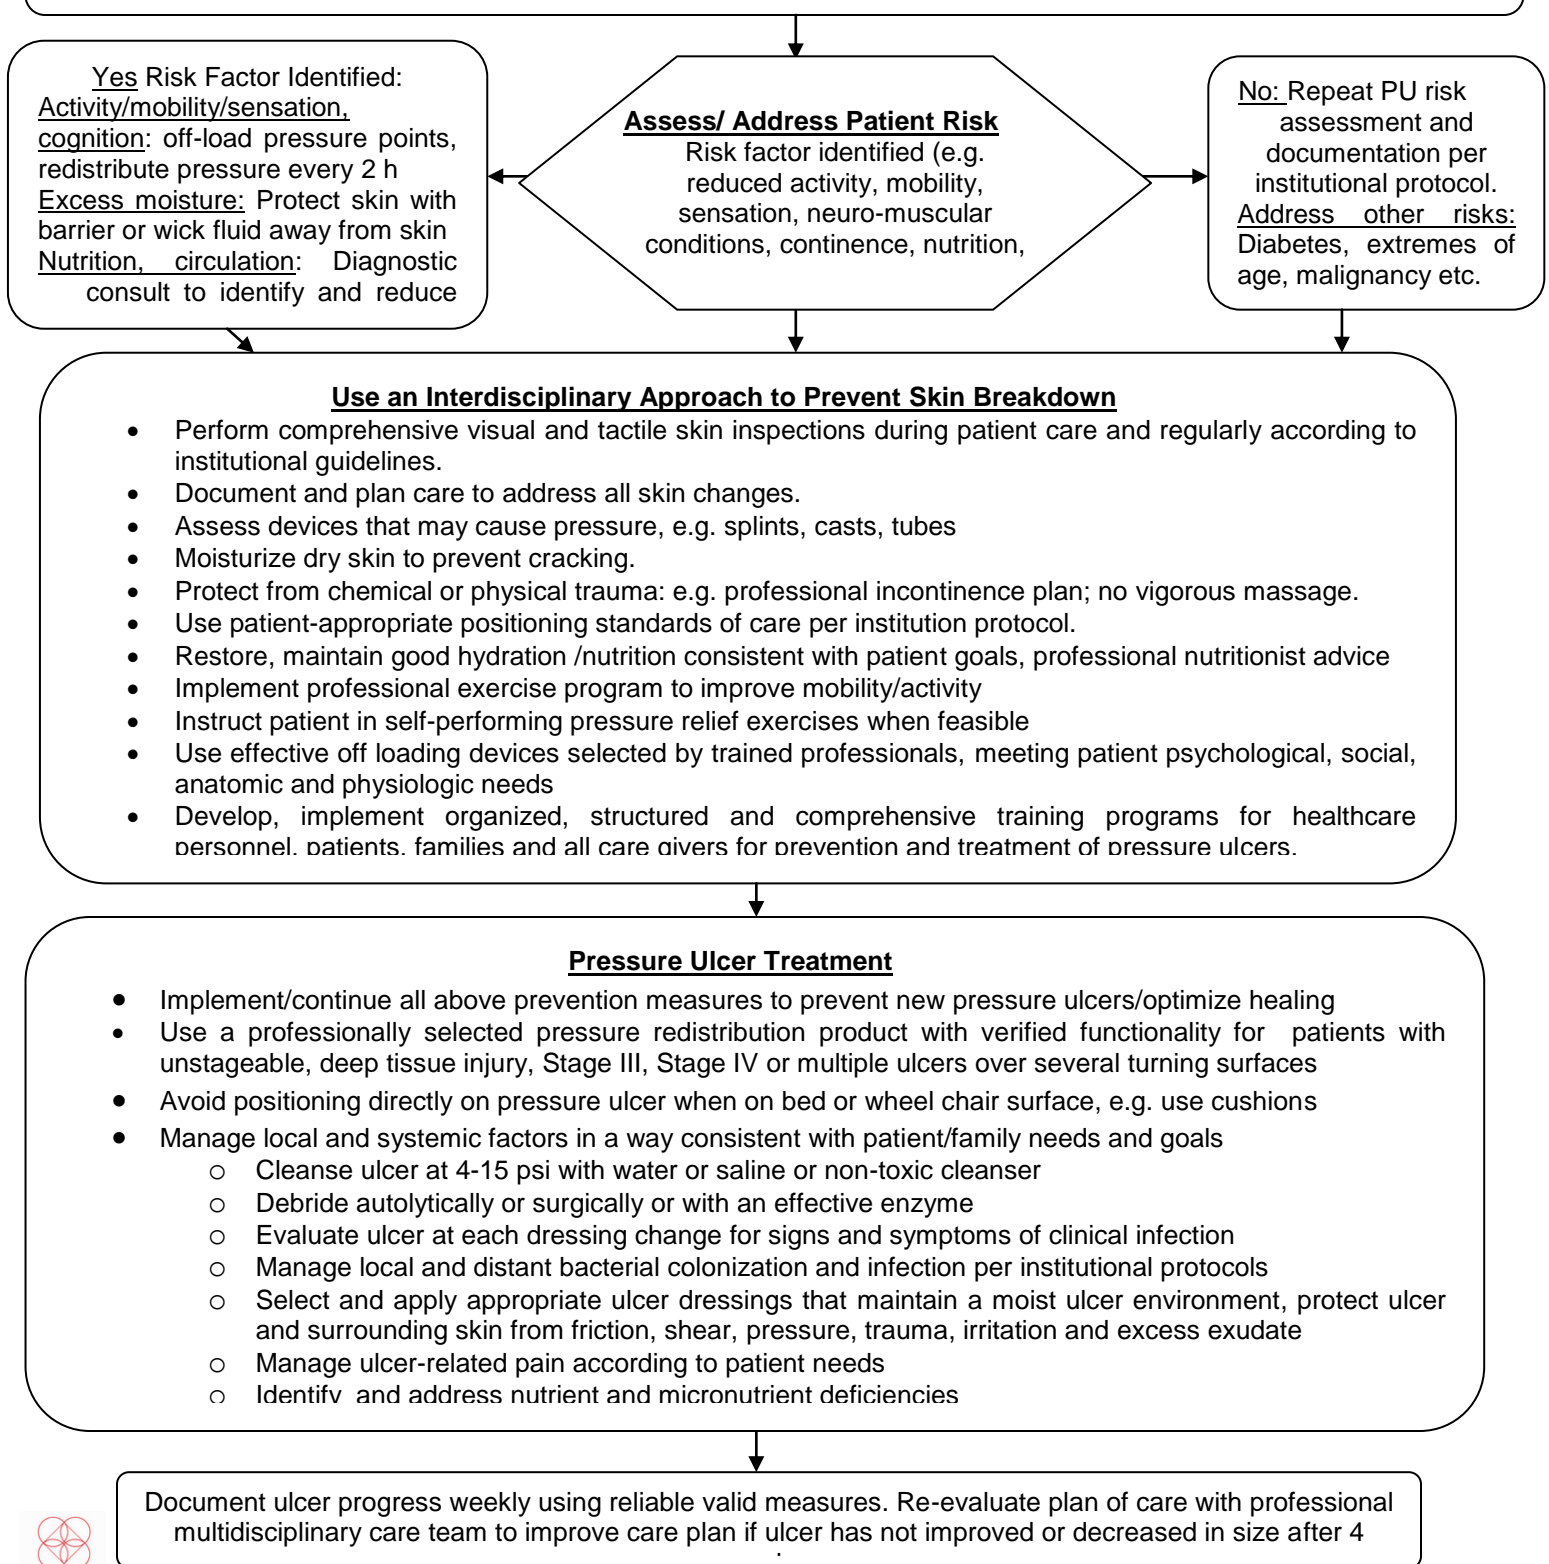 Yes Risk Factor Identified:
Activity/mobility/sensation,
cognition: off-load pressure points,
redistribute pressure every 2 h
Excess moisture: Protect skin with
barrier or wick fluid away from skin
Nutrition, circulation: Diagnostic
consult to identify and reduce
Assess/ Address Patient Risk
Risk factor identified (e.g.
reduced activity, mobility,
sensation, neuro-muscular
conditions, continence, nutrition,
No: Repeat PU risk
assessment and
documentation per
institutional protocol.
Address other risks:
Diabetes, extremes of
age, malignancy etc.
Use an Interdisciplinary Approach to Prevent Skin Breakdown
• Perform comprehensive visual and tactile skin inspections during patient care and regularly according to
institutional guidelines.
• Document and plan care to address all skin changes.
• Assess devices that may cause pressure, e.g. splints, casts, tubes
• Moisturize dry skin to prevent cracking.
• Protect from chemical or physical trauma: e.g. professional incontinence plan; no vigorous massage.
• Use patient-appropriate positioning standards of care per institution protocol.
• Restore, maintain good hydration /nutrition consistent with patient goals, professional nutritionist advice
• Implement professional exercise program to improve mobility/activity
• Instruct patient in self-performing pressure relief exercises when feasible
• Use effective off loading devices selected by trained professionals, meeting patient psychological, social,
anatomic and physiologic needs
• Develop, implement organized, structured and comprehensive training programs for healthcare
personnel, patients, families and all care givers for prevention and treatment of pressure ulcers.
Pressure Ulcer Treatment
• Implement/continue all above prevention measures to prevent new pressure ulcers/optimize healing
• Use a professionally selected pressure redistribution product with verified functionality for patients with
unstageable, deep tissue injury, Stage III, Stage IV or multiple ulcers over several turning surfaces
• Avoid positioning directly on pressure ulcer when on bed or wheel chair surface, e.g. use cushions
• Manage local and systemic factors in a way consistent with patient/family needs and goals
o Cleanse ulcer at 4-15 psi with water or saline or non-toxic cleanser
o Debride autolytically or surgically or with an effective enzyme
o Evaluate ulcer at each dressing change for signs and symptoms of clinical infection
o Manage local and distant bacterial colonization and infection per institutional protocols
o Select and apply appropriate ulcer dressings that maintain a moist ulcer environment, protect ulcer
and surrounding skin from friction, shear, pressure, trauma, irritation and excess exudate
o Manage ulcer-related pain according to patient needs
o Identify and address nutrient and micronutrient deficiencies
Document ulcer progress weekly using reliable valid measures. Re-evaluate plan of care with professional
multidisciplinary care team to improve care plan if ulcer has not improved or decreased in size after 4